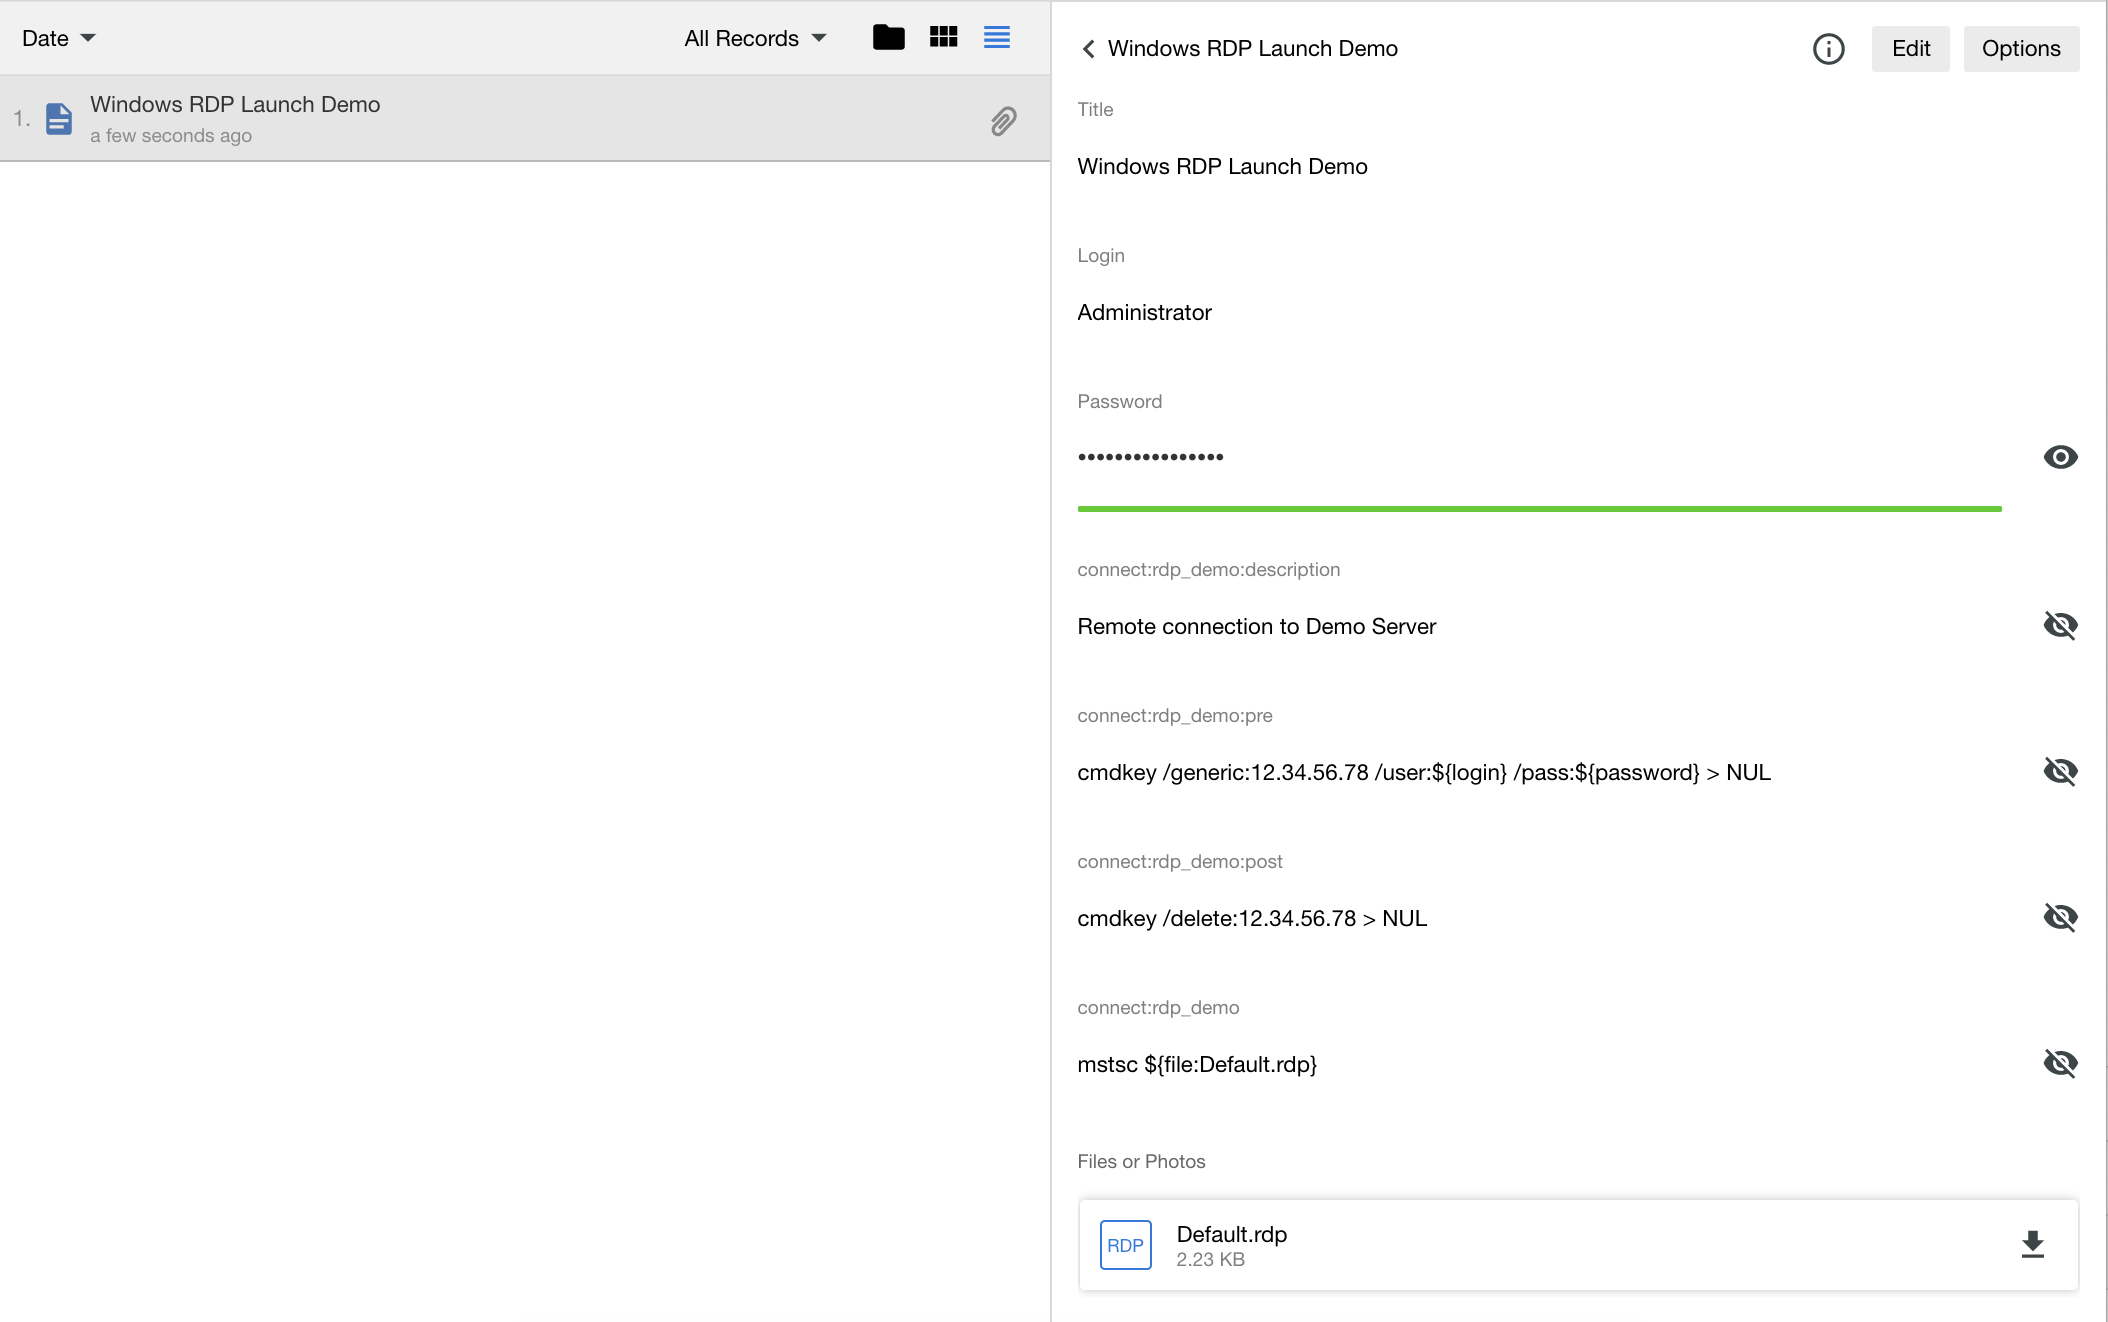 Date
All Records
1.
Windows RDP Launch Demo
a few seconds ago
Windows RDP Launch Demo
Edit
Options
Title
Windows RDP Launch Demo
Login
Administrator
Password
••••••••••••••••
connect:rdp_demo:description
Remote connection to Demo Server
connect:rdp_demo:pre
cmdkey /generic:12.34.56.78 /user:${login} /pass:${password} > NUL
connect:rdp_demo:post
cmdkey /delete:12.34.56.78 > NUL
connect:rdp_demo
mstsc ${file:Default.rdp}
Files or Photos
RDP
Default.rdp
2.23 KB